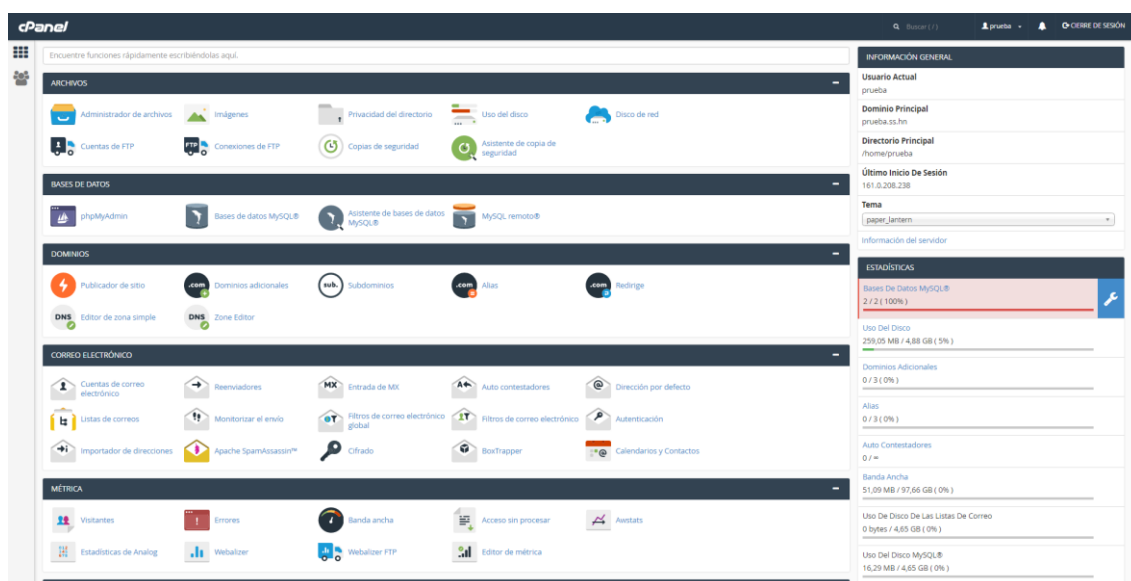 cPanel
Buscar ( / )
prueba
CIERRE DE SESIÓN
Encuentre funciones rápidamente escribiéndolas aquí.
ARCHIVOS
Administrador de archivos
Imágenes
Privacidad del directorio
Uso del disco
Disco de red
Cuentas de FTP
FTP
Conexiones de FTP
Copias de seguridad
Asistente de copia de
seguridad
BASES DE DATOS
phpMyAdmin
Bases de datos MySQL®
Asistente de bases de datos
MySQL®
MySQL remoto®
DOMINIOS
Publicador de sitio
.com
Dominios adicionales
sub.
Subdominios
.com
Alias
.com
Redirige
DNS
Editor de zona simple
DNS
Zone Editor
CORREO ELECTRÓNICO
Cuentas de correo
electrónico
Reenviadores
MX
Entrada de MX
A
Auto contestadores
@
Dirección por defecto
Listas de correos
Monitorizar el envío
Filtros de correo electrónico
global
Filtros de correo electrónico
Autenticación
Importador de direcciones
Apache SpamAssassin™
Cifrado
BoxTrapper
@
Calendarios y Contactos
MÉTRICA
Visitantes
Errores
Banda ancha
Acceso sin procesar
Awstats
Estadísticas de Analog
Webalizer
Webalizer FTP
Editor de métrica
INFORMACIÓN GENERAL
Usuario Actual
prueba
Dominio Principal
prueba.ss.hn
Directorio Principal
/home/prueba
Último Inicio De Sesión
161.0.208.238
Tema
paper_lantern
Información del servidor
ESTADÍSTICAS
Bases De Datos MySQL®
2 / 2 ( 100% )
Uso Del Disco
259,05 MB / 4,88 GB ( 5% )
Dominios Adicionales
0 / 3 ( 0% )
Alias
0 / 3 ( 0% )
Auto Contestadores
0 / ∞
Banda Ancha
51,09 MB / 97,66 GB ( 0% )
Uso De Disco De Las Listas De Correo
0 bytes / 4,65 GB ( 0% )
Uso Del Disco MySQL®
16,29 MB / 4,65 GB ( 0% )